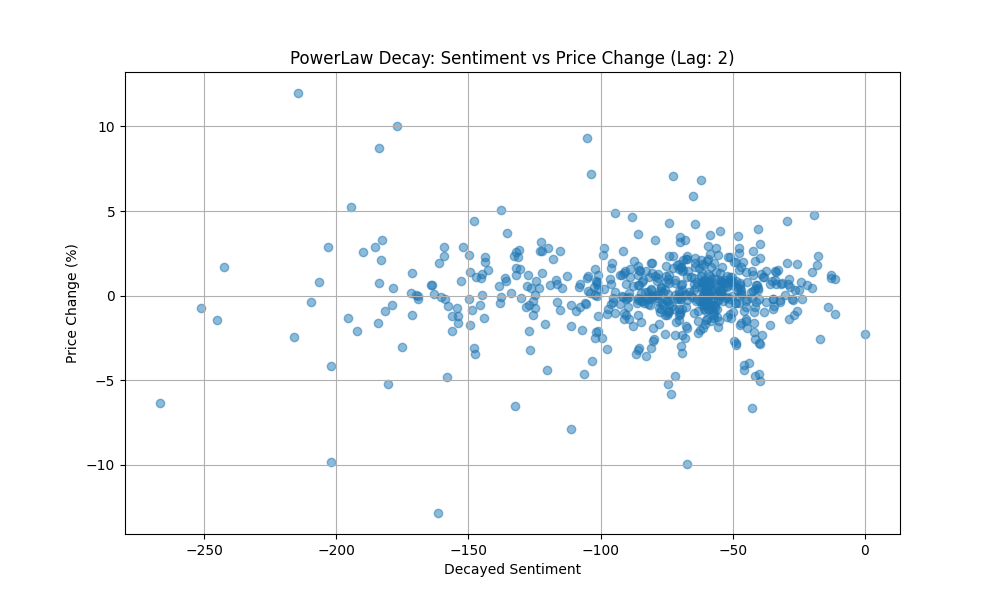 PowerLaw Decay: Sentiment vs Price Change (Lag: 2)
Price Change (%)
10
5
0
−5
−10
−250 −200 −150 −100 −50 0
Decayed Sentiment